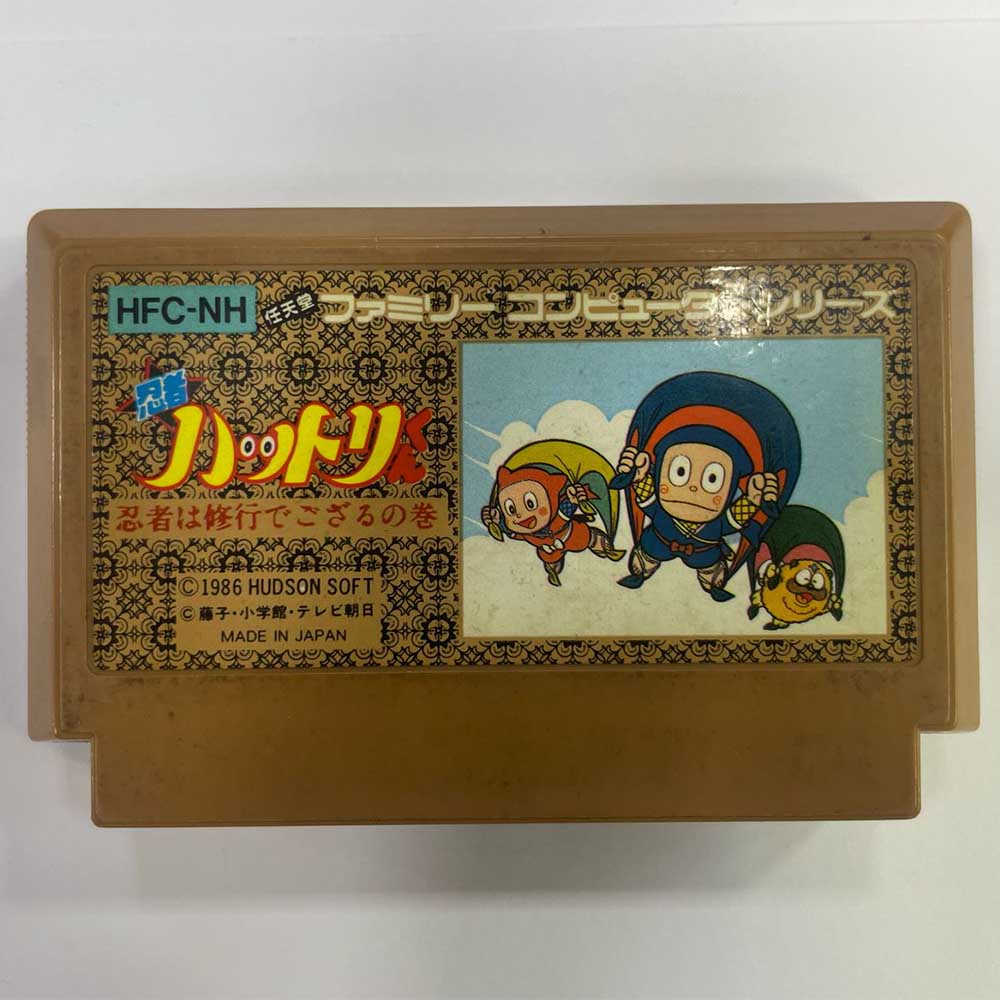 HFC-NH
任天堂 ファミリーコンピュータシリーズ
忍者
ハットリくん
忍者は修行でござるの巻
©1986 HUDSON SOFT
©藤子・小学館・テレビ朝日
MADE IN JAPAN